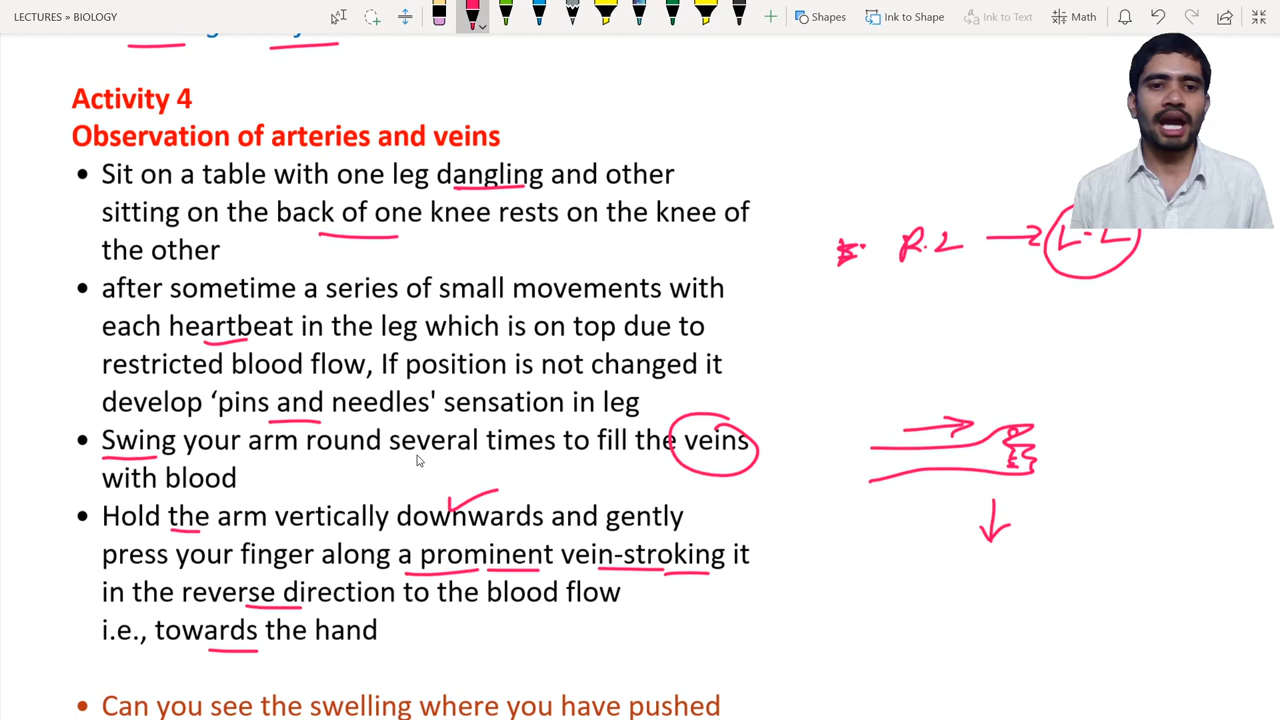 LECTURES » BIOLOGY
Shapes
Ink to Shape
Ink to Text
Math
Activity 4
Observation of arteries and veins
• Sit on a table with one leg dangling and other
sitting on the back of one knee rests on the knee of
the other
R.L → L-L
• after sometime a series of small movements with
each heartbeat in the leg which is on top due to
restricted blood flow, If position is not changed it
develop ‘pins and needles' sensation in leg
• Swing your arm round several times to fill the veins
with blood
• Hold the arm vertically downwards and gently
press your finger along a prominent vein-stroking it
in the reverse direction to the blood flow
i.e., towards the hand
• Can you see the swelling where you have pushed